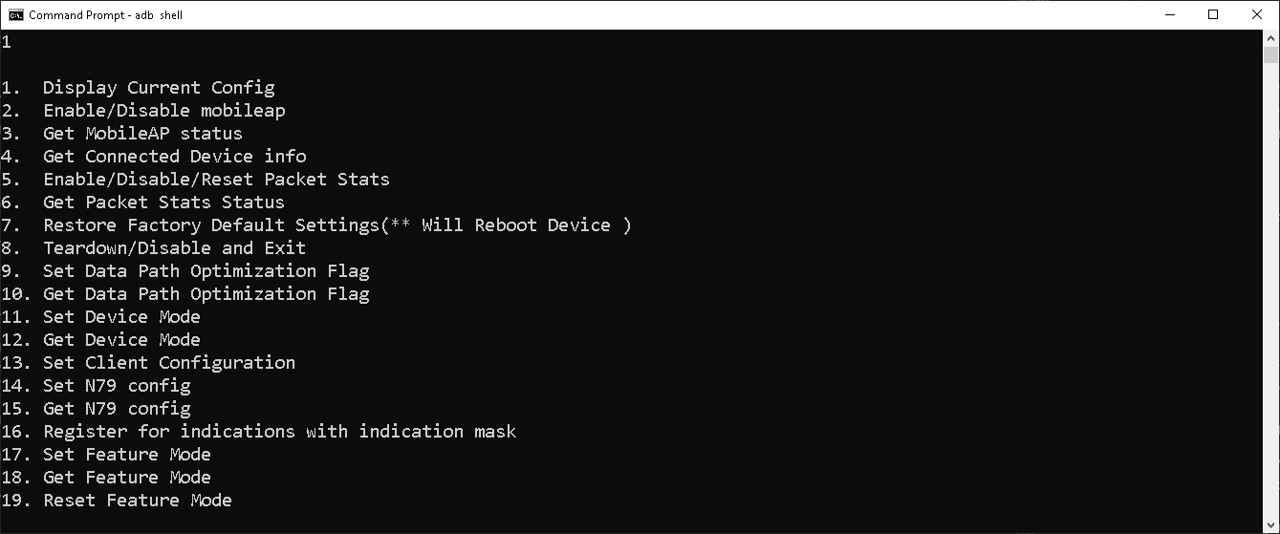 Command Prompt - adb  shell
1
1.  Display Current Config
2.  Enable/Disable mobileap
3.  Get MobileAP status
4.  Get Connected Device info
5.  Enable/Disable/Reset Packet Stats
6.  Get Packet Stats Status
7.  Restore Factory Default Settings(** Will Reboot Device )
8.  Teardown/Disable and Exit
9.  Set Data Path Optimization Flag
10. Get Data Path Optimization Flag
11. Set Device Mode
12. Get Device Mode
13. Set Client Configuration
14. Set N79 config
15. Get N79 config
16. Register for indications with indication mask
17. Set Feature Mode
18. Get Feature Mode
19. Reset Feature Mode